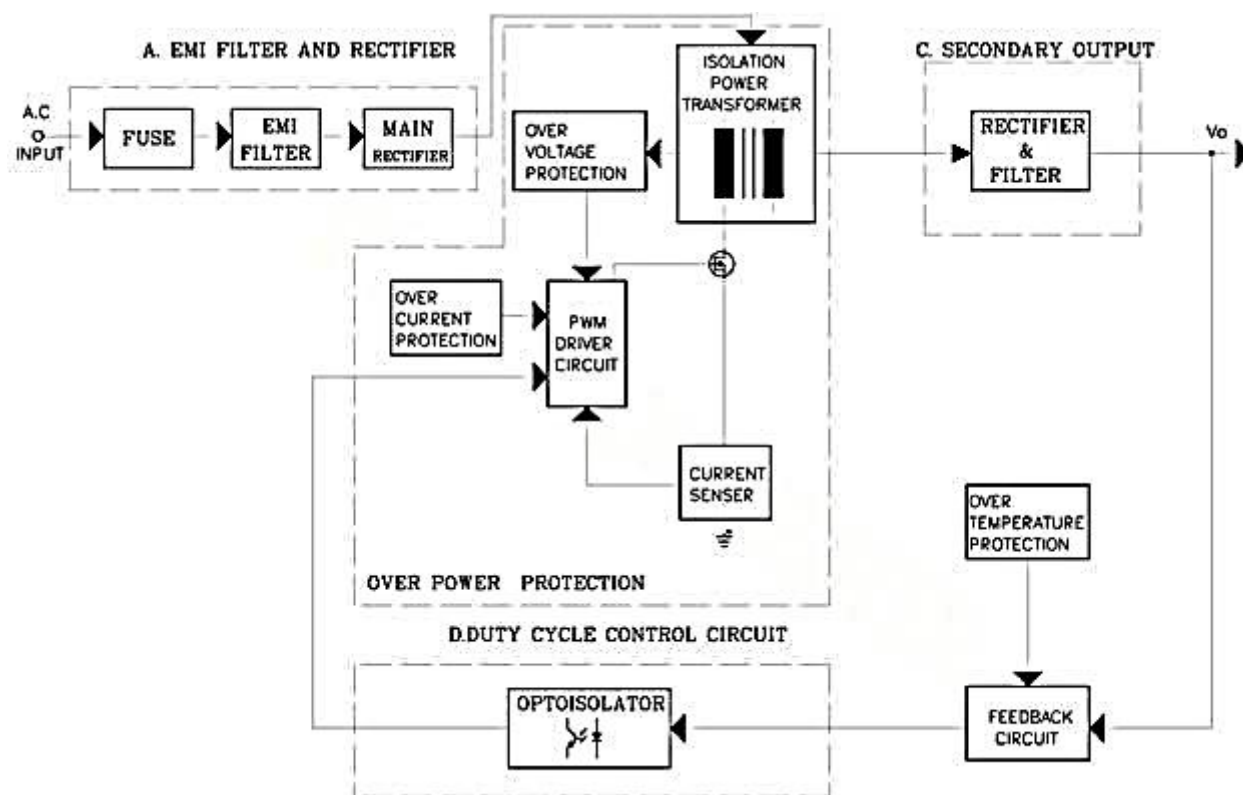 A. EMI FILTER AND RECTIFIER
A.C
INPUT
FUSE
EMI
FILTER
MAIN
RECTIFIER
ISOLATION
POWER
TRANSFORMER
OVER
VOLTAGE
PROTECTION
C. SECONDARY OUTPUT
RECTIFIER
&
FILTER
Vo
OVER
CURRENT
PROTECTION
PWM
DRIVER
CIRCUIT
CURRENT
SENSER
OVER
TEMPERATURE
PROTECTION
OVER POWER PROTECTION
D.DUTY CYCLE CONTROL CIRCUIT
OPTOISOLATOR
FEEDBACK
CIRCUIT